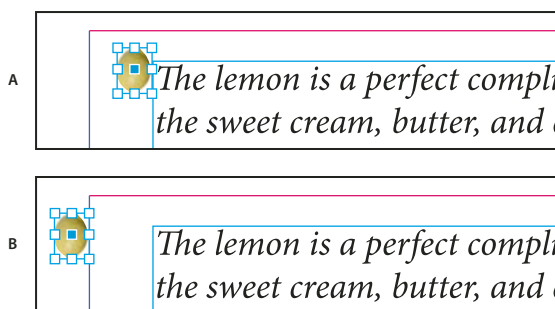 A
The lemon is a perfect compli
the sweet cream, butter, and
B
The lemon is a perfect compli
the sweet cream, butter, and